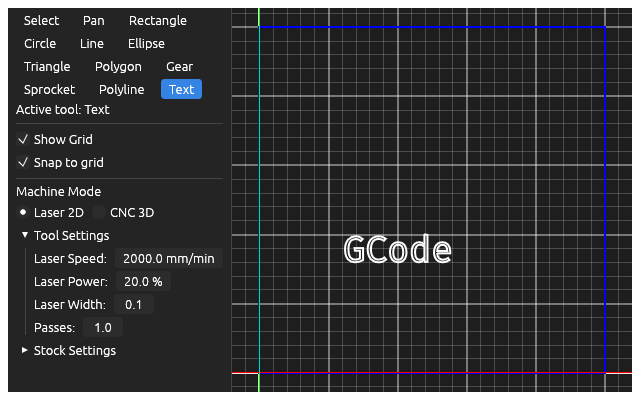 Select Pan Rectangle
Circle Line Ellipse
Triangle Polygon Gear
Sprocket Polyline Text
Active tool: Text
Show Grid
Snap to grid
Machine Mode
Laser 2D CNC 3D
Tool Settings
Laser Speed: 2000.0 mm/min
Laser Power: 20.0 %
Laser Width: 0.1
Passes: 1.0
Stock Settings
GCode